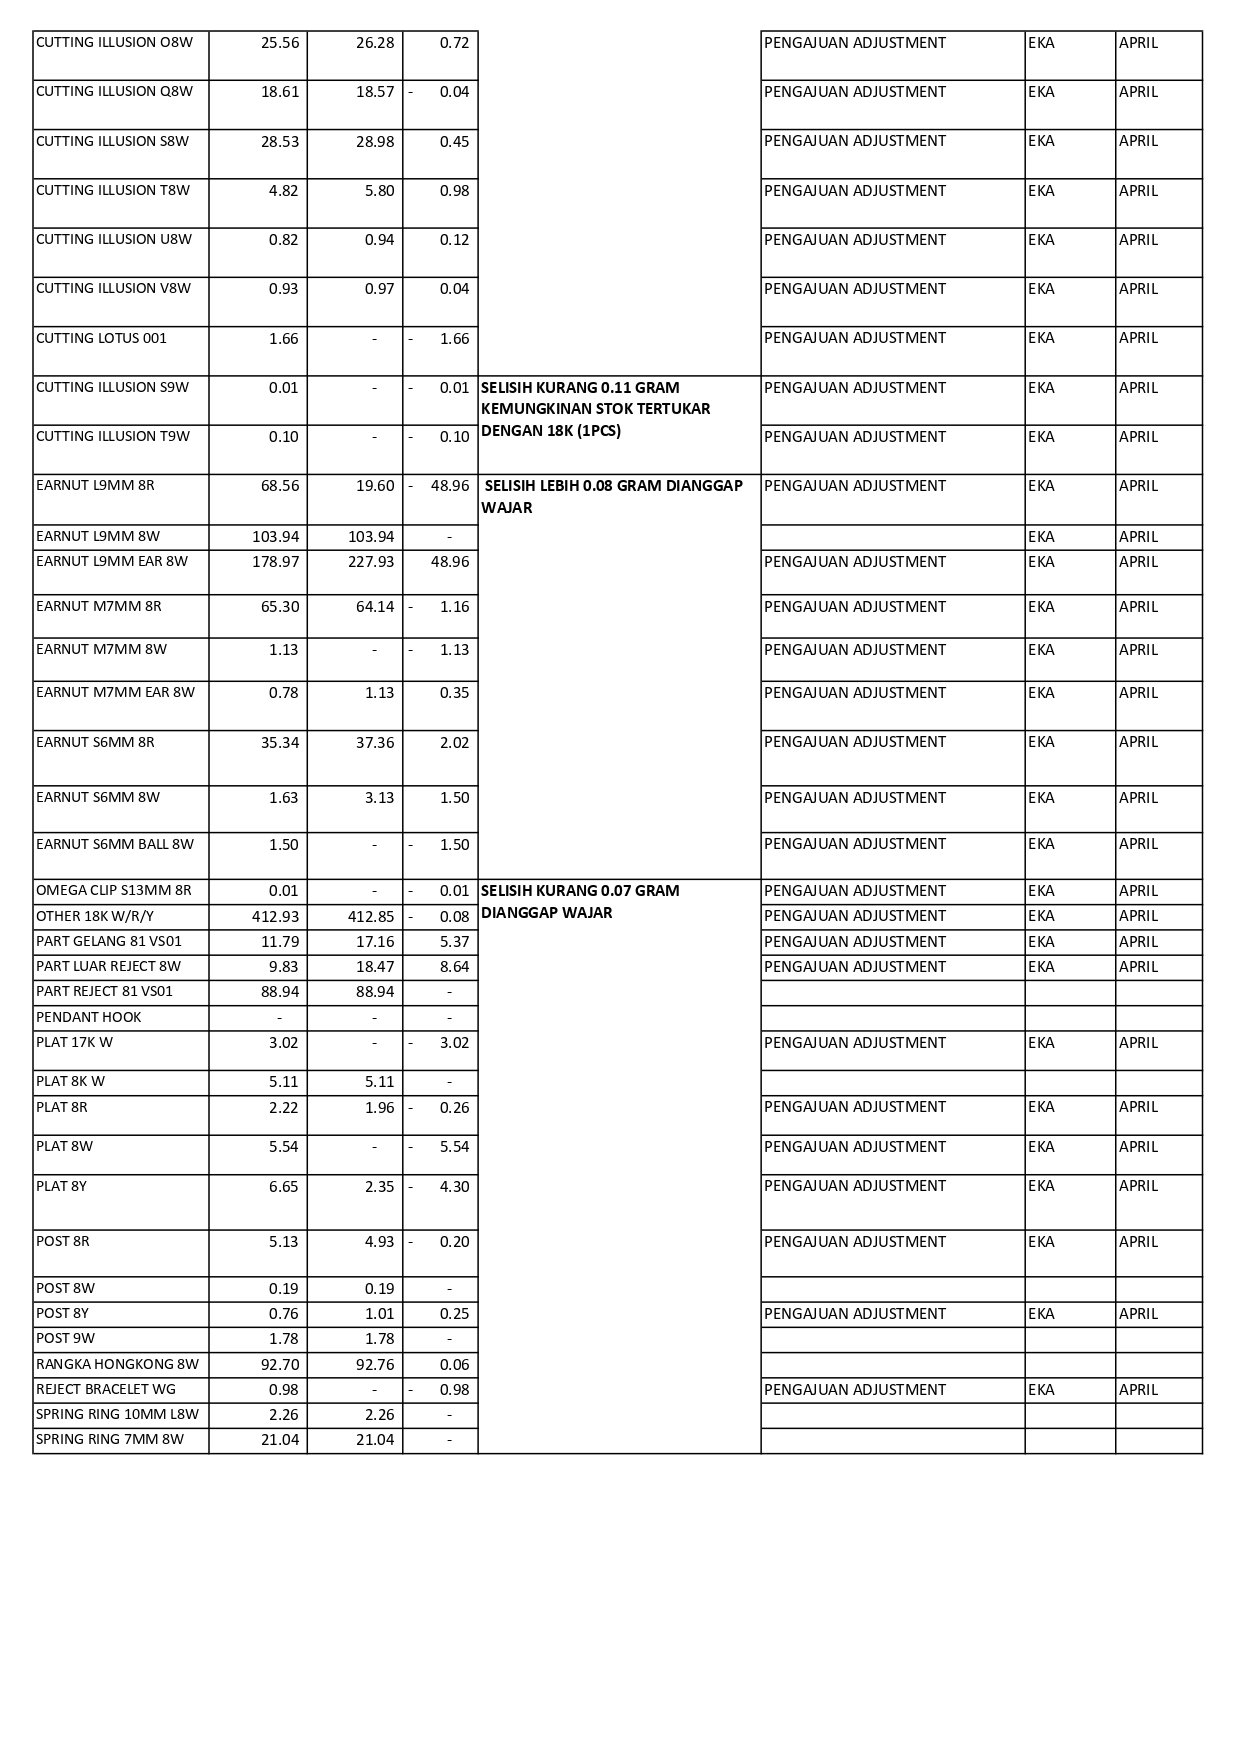 CUTTING ILLUSION O8W 25.56 26.28 0.72 PENGAJUAN ADJUSTMENT EKA APRIL
CUTTING ILLUSION Q8W 18.61 18.57 - 0.04 PENGAJUAN ADJUSTMENT EKA APRIL
CUTTING ILLUSION S8W 28.53 28.98 0.45 PENGAJUAN ADJUSTMENT EKA APRIL
CUTTING ILLUSION T8W 4.82 5.80 0.98 PENGAJUAN ADJUSTMENT EKA APRIL
CUTTING ILLUSION U8W 0.82 0.94 0.12 PENGAJUAN ADJUSTMENT EKA APRIL
CUTTING ILLUSION V8W 0.93 0.97 0.04 PENGAJUAN ADJUSTMENT EKA APRIL
CUTTING LOTUS 001 1.66 - - 1.66 PENGAJUAN ADJUSTMENT EKA APRIL
CUTTING ILLUSION S9W 0.01 - - 0.01 SELISIH KURANG 0.11 GRAM PENGAJUAN ADJUSTMENT EKA APRIL
KEMUNGKINAN STOK TERTUKAR
CUTTING ILLUSION T9W 0.10 - - 0.10 DENGAN 18K (1PCS) PENGAJUAN ADJUSTMENT EKA APRIL
EARNUT L9MM 8R 68.56 19.60 - 48.96 SELISIH LEBIH 0.08 GRAM DIANGGAP PENGAJUAN ADJUSTMENT EKA APRIL
WAJAR
EARNUT L9MM 8W 103.94 103.94 - EKA APRIL
EARNUT L9MM EAR 8W 178.97 227.93 48.96 PENGAJUAN ADJUSTMENT EKA APRIL
EARNUT M7MM 8R 65.30 64.14 - 1.16 PENGAJUAN ADJUSTMENT EKA APRIL
EARNUT M7MM 8W 1.13 - - 1.13 PENGAJUAN ADJUSTMENT EKA APRIL
EARNUT M7MM EAR 8W 0.78 1.13 0.35 PENGAJUAN ADJUSTMENT EKA APRIL
EARNUT S6MM 8R 35.34 37.36 2.02 PENGAJUAN ADJUSTMENT EKA APRIL
EARNUT S6MM 8W 1.63 3.13 1.50 PENGAJUAN ADJUSTMENT EKA APRIL
EARNUT S6MM BALL 8W 1.50 - - 1.50 PENGAJUAN ADJUSTMENT EKA APRIL
OMEGA CLIP S13MM 8R 0.01 - - 0.01 SELISIH KURANG 0.07 GRAM PENGAJUAN ADJUSTMENT EKA APRIL
OTHER 18K W/R/Y 412.93 412.85 - 0.08 DIANGGAP WAJAR PENGAJUAN ADJUSTMENT EKA APRIL
PART GELANG 81 VS01 11.79 17.16 5.37 PENGAJUAN ADJUSTMENT EKA APRIL
PART LUAR REJECT 8W 9.83 18.47 8.64 PENGAJUAN ADJUSTMENT EKA APRIL
PART REJECT 81 VS01 88.94 88.94 -
PENDANT HOOK - - -
PLAT 17K W 3.02 - - 3.02 PENGAJUAN ADJUSTMENT EKA APRIL
PLAT 8K W 5.11 5.11 -
PLAT 8R 2.22 1.96 - 0.26 PENGAJUAN ADJUSTMENT EKA APRIL
PLAT 8W 5.54 - - 5.54 PENGAJUAN ADJUSTMENT EKA APRIL
PLAT 8Y 6.65 2.35 - 4.30 PENGAJUAN ADJUSTMENT EKA APRIL
POST 8R 5.13 4.93 - 0.20 PENGAJUAN ADJUSTMENT EKA APRIL
POST 8W 0.19 0.19 -
POST 8Y 0.76 1.01 0.25 PENGAJUAN ADJUSTMENT EKA APRIL
POST 9W 1.78 1.78 -
RANGKA HONGKONG 8W 92.70 92.76 0.06
REJECT BRACELET WG 0.98 - - 0.98 PENGAJUAN ADJUSTMENT EKA APRIL
SPRING RING 10MM L8W 2.26 2.26 -
SPRING RING 7MM 8W 21.04 21.04 -